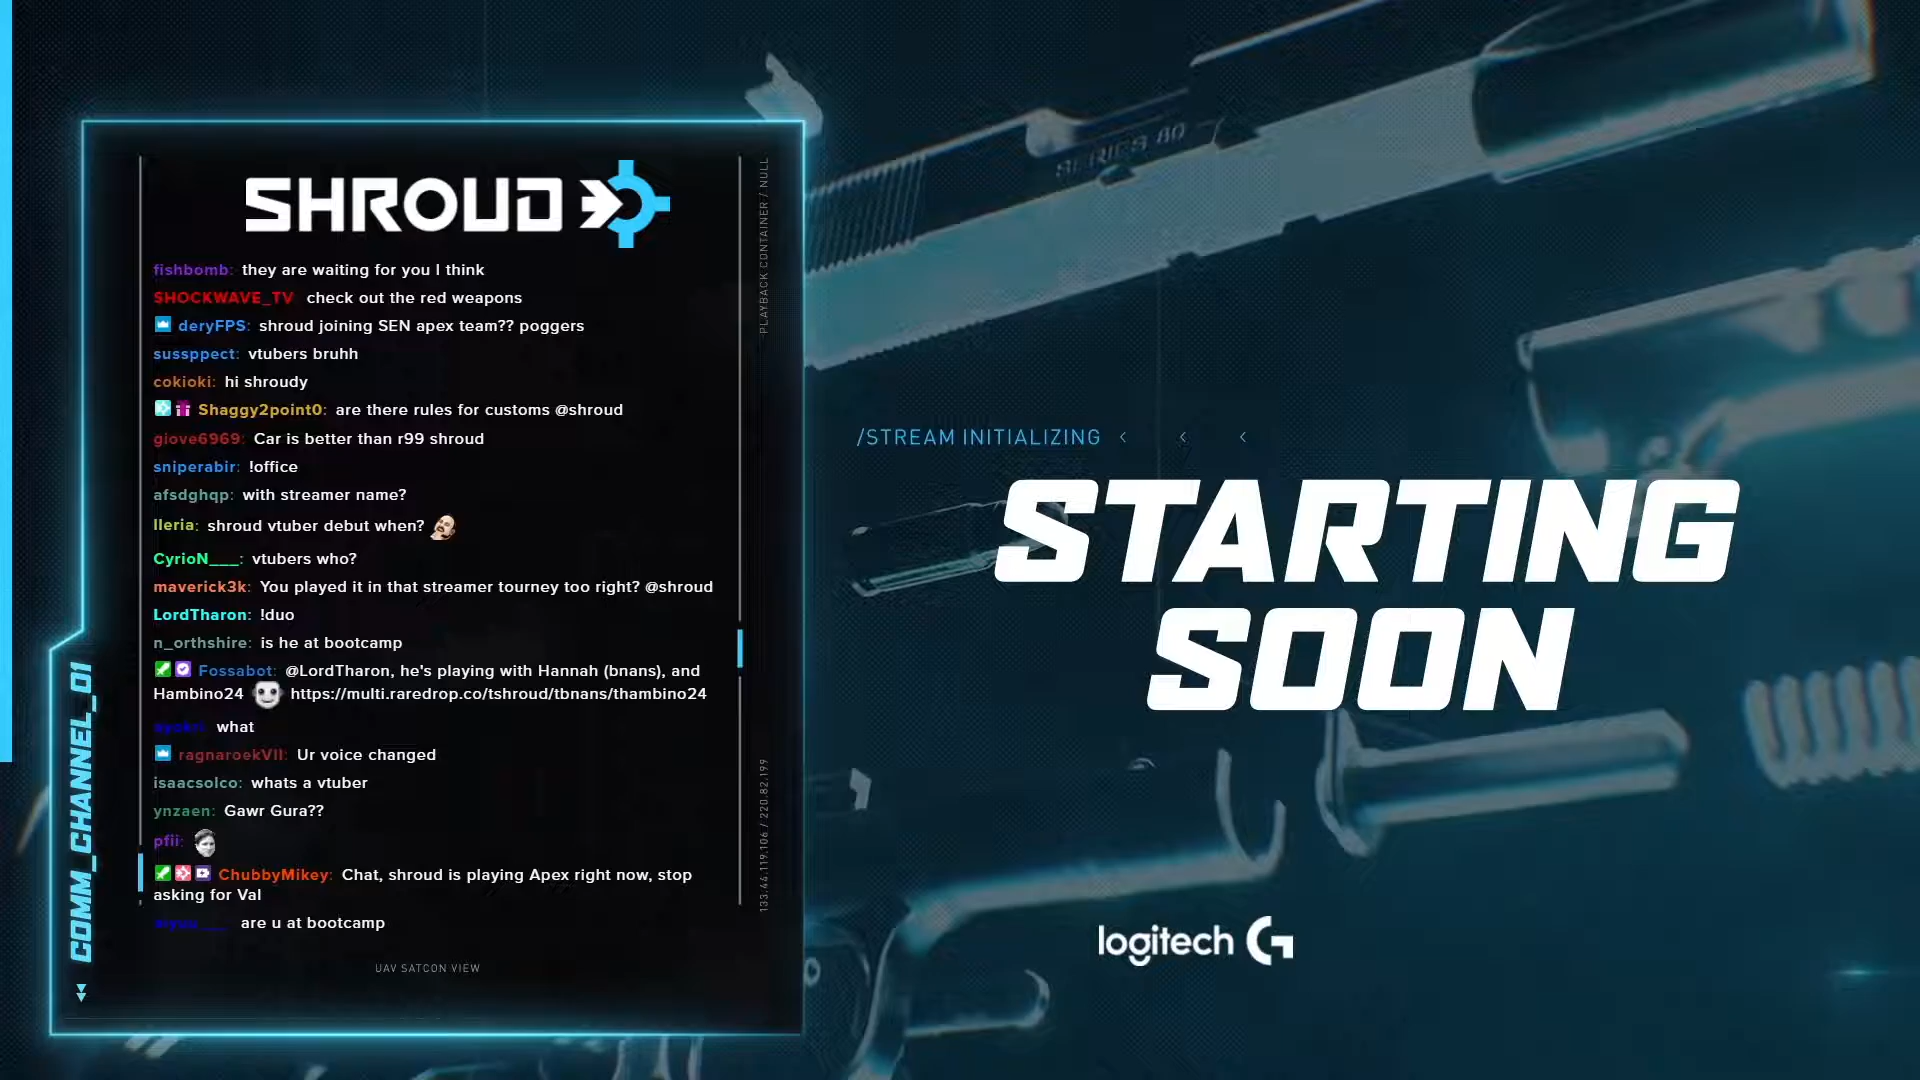 SERIES 80
SHROUD
PLAYBACK CONTAINER / NULL
fishbomb: they are waiting for you I think
SHOCKWAVE_TV check out the red weapons
deryFPS: shroud joining SEN apex team?? poggers
sussppect: vtubers bruhh
cokioki: hi shroudy
Shaggy2point0: are there rules for customs @shroud
giove6969: Car is better than r99 shroud
sniperabir: !office
afsdghqp: with streamer name?
lleria: shroud vtuber debut when?
CyrioN___: vtubers who?
maverick3k: You played it in that streamer tourney too right? @shroud
LordTharon: !duo
n_orthshire: is he at bootcamp
Fossabot: @LordTharon, he's playing with Hannah (bnans), and
Hambino24 https://multi.raredrop.co/tshroud/tbnans/thambino24
what
ragnaroekVII: Ur voice changed
isaacsolco: whats a vtuber
ynzaen: Gawr Gura??
pfii:
ChubbyMikey: Chat, shroud is playing Apex right now, stop
asking for Val
are u at bootcamp
133.44.119.106 / 220.82.199
UAV SATCON VIEW
COMM_CHANNEL_01
/STREAM INITIALIZING < < <
STARTING
SOON
logitech G